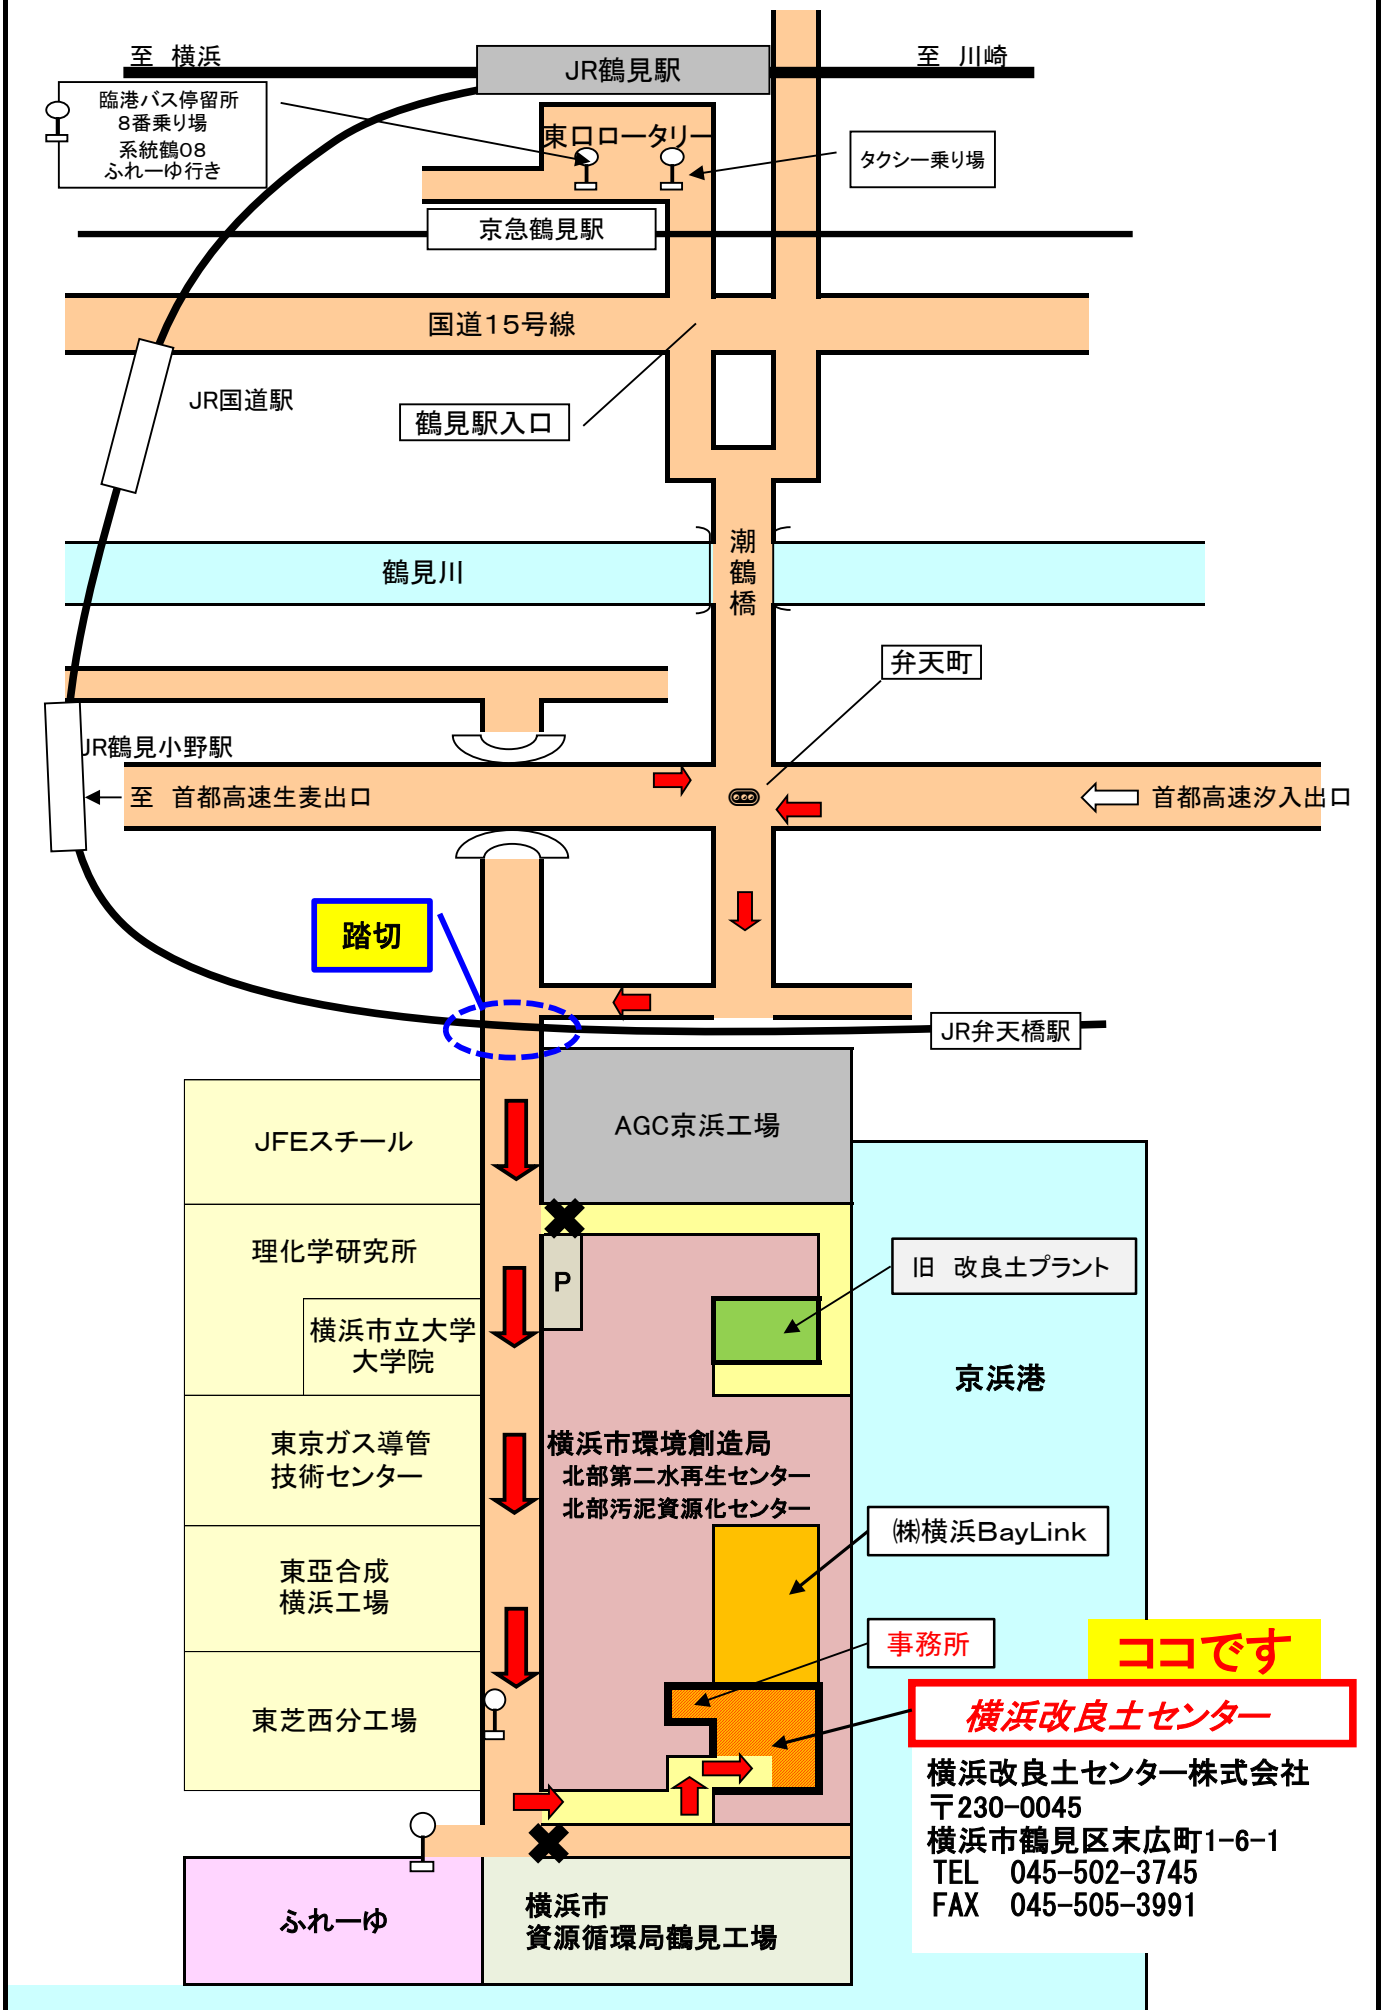 至　横浜
JR鶴見駅
至　川崎
臨港バス停留所
8番乗り場
系統鶴08
ふれーゆ行き
東口ロータリー
タクシー乗り場
京急鶴見駅
国道15号線
JR国道駅
鶴見駅入口
潮鶴橋
鶴見川
弁天町
JR鶴見小野駅
至　首都高速生麦出口
首都高速汐入出口
踏切
JR弁天橋駅
JFEスチール
AGC京浜工場
理化学研究所
P
旧　改良土プラント
横浜市立大学
大学院
京浜港
東京ガス導管
技術センター
横浜市環境創造局
北部第二水再生センター
北部汚泥資源化センター
㈱横浜BayLink
東亞合成
横浜工場
事務所
ココです
東芝西分工場
横浜改良土センター
横浜改良土センター株式会社
〒230-0045
横浜市鶴見区末広町1-6-1
TEL　045-502-3745
FAX　045-505-3991
ふれーゆ
横浜市
資源循環局鶴見工場